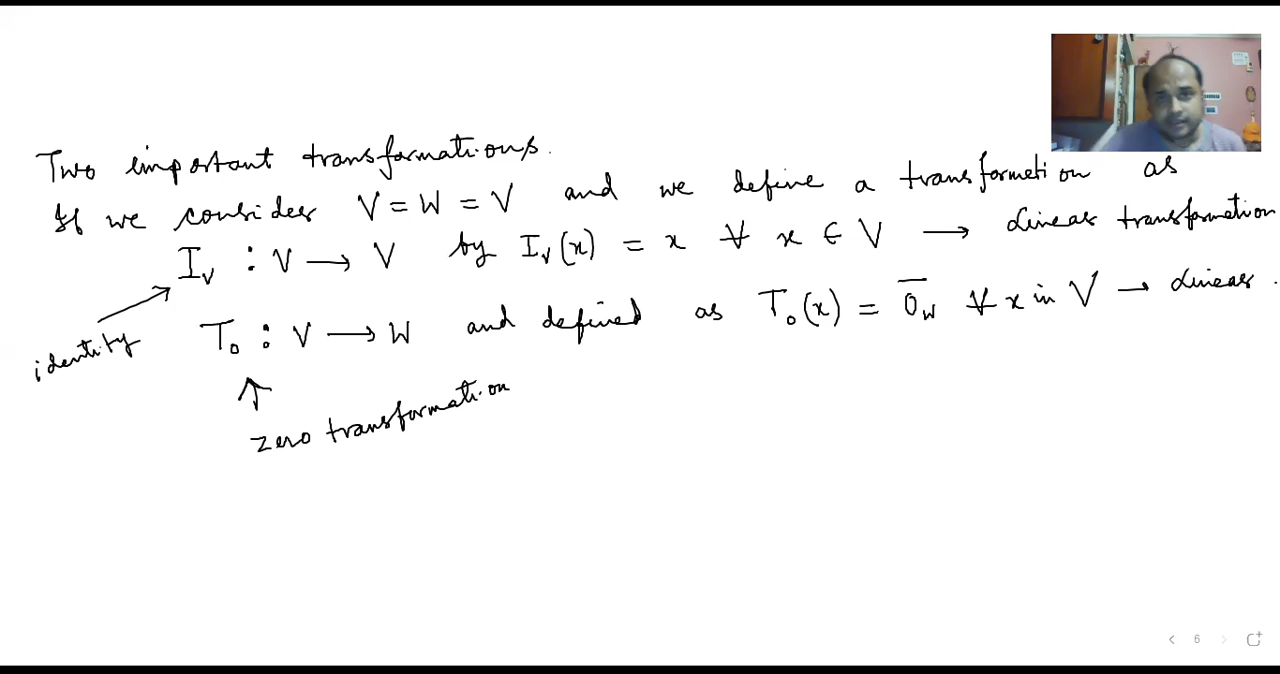 Two important transformations.
If we consider V = W = V and we define a transformation as
I_V : V → V by I_V(x) = x ∀ x ∈ V → Linear transformation
identity
T_0 : V → W and defined as T_0(x) = \overline{0}_W ∀ x in V → Linear.
zero transformation
6